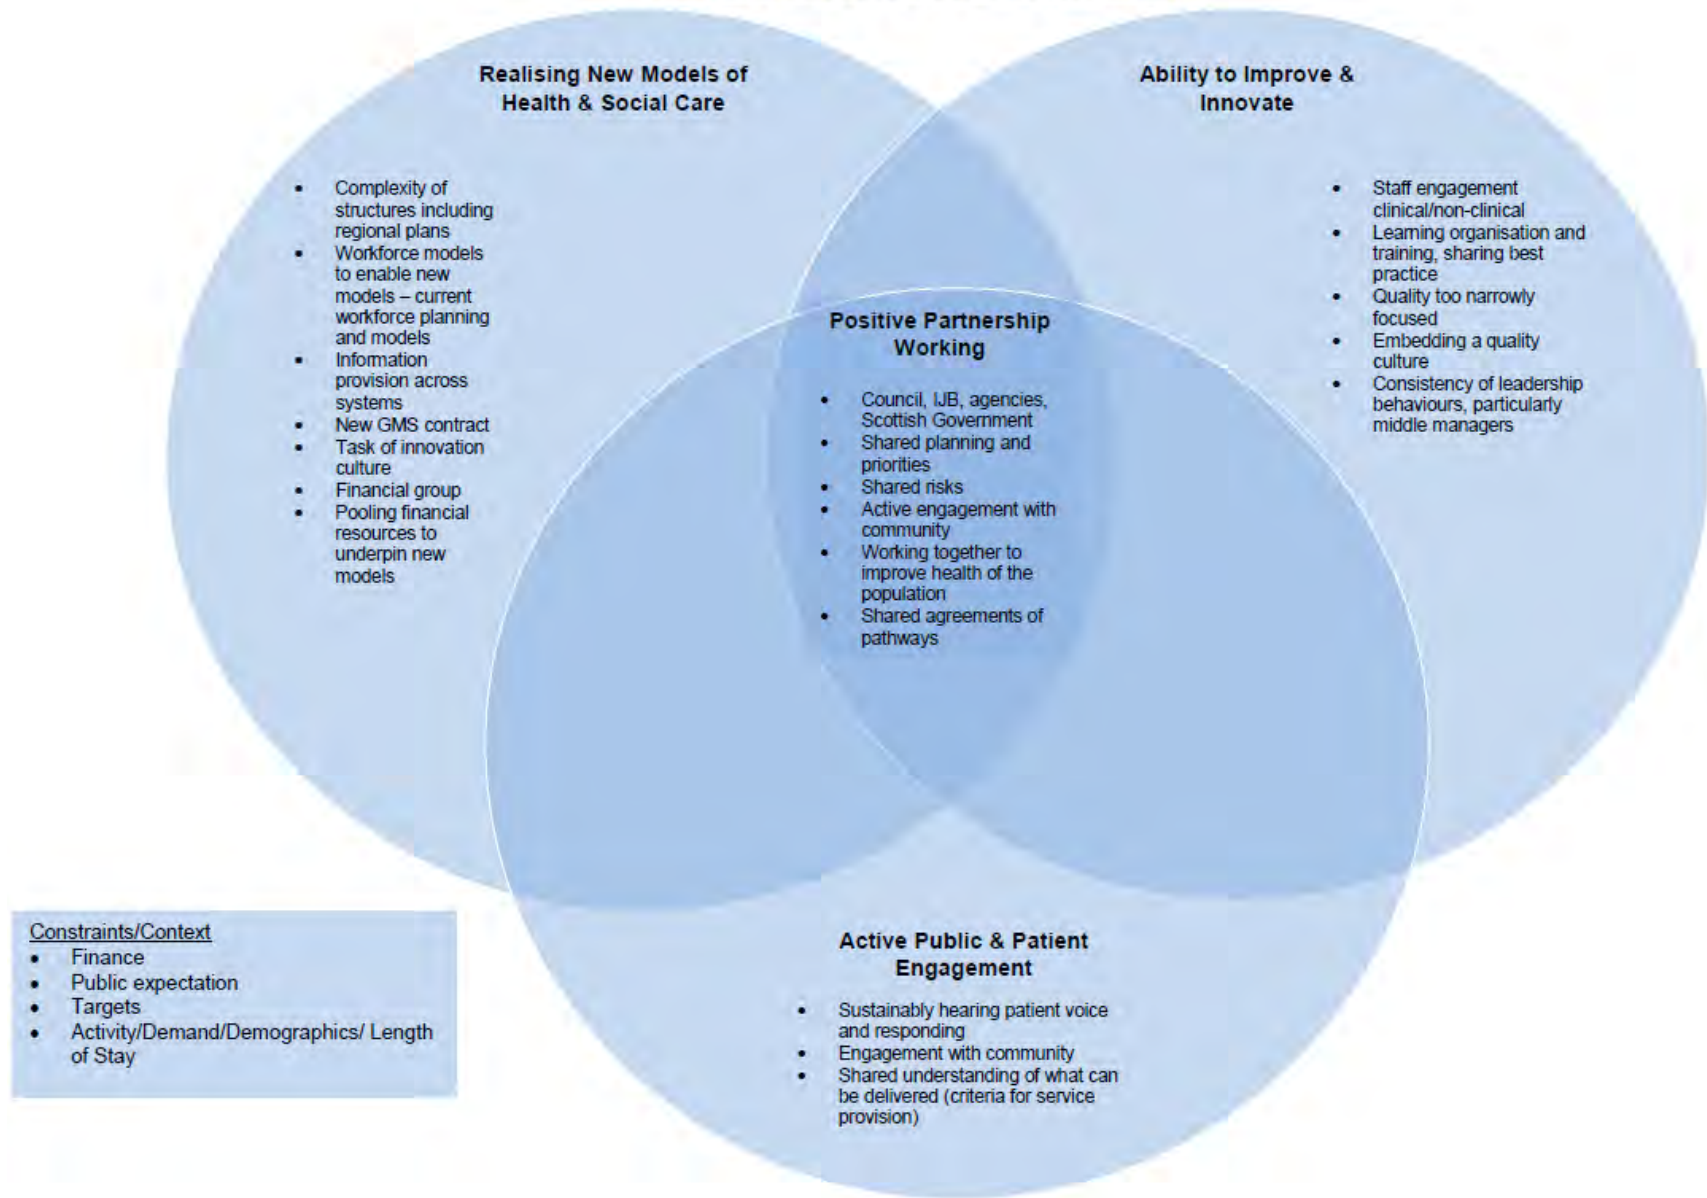 Realising New Models of
Health & Social Care
• Complexity of
structures including
regional plans
• Workforce models
to enable new
models – current
workforce planning
and models
• Information
provision across
systems
• New GMS contract
• Task of innovation
culture
• Financial group
• Pooling financial
resources to
underpin new
models
Ability to Improve &
Innovate
• Staff engagement
clinical/non-clinical
• Learning organisation and
training, sharing best
practice
• Quality too narrowly
focused
• Embedding a quality
culture
• Consistency of leadership
behaviours, particularly
middle managers
Positive Partnership
Working
• Council, IJB, agencies,
Scottish Government
• Shared planning and
priorities
• Shared risks
• Active engagement with
community
• Working together to
improve health of the
population
• Shared agreements of
pathways
Active Public & Patient
Engagement
• Sustainably hearing patient voice
and responding
• Engagement with community
• Shared understanding of what can
be delivered (criteria for service
provision)
Constraints/Context
• Finance
• Public expectation
• Targets
• Activity/Demand/Demographics/ Length
of Stay